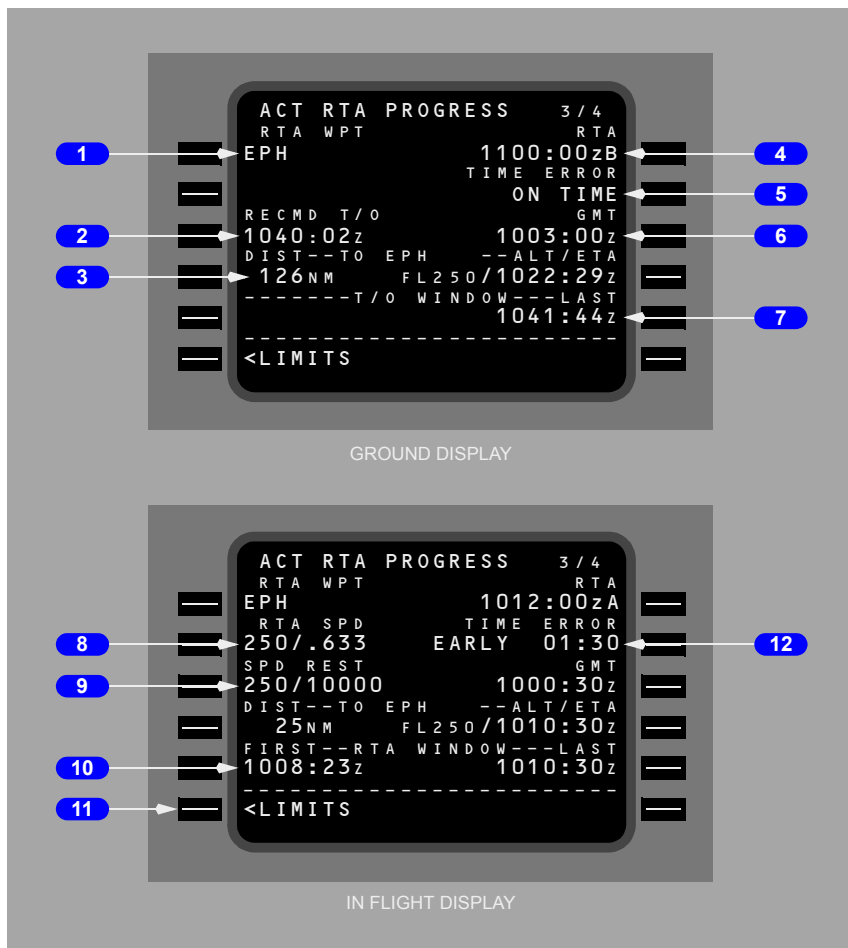 ACT RTA PROGRESS 3/4
RTA WPT RTA
1 EPH 1100:00zB 4
TIME ERROR
ON TIME 5
RECMD T/O GMT
2 1040:02z 1003:00z 6
DIST--TO EPH --ALT/ETA
3 126NM FL250/1022:29z
-------T/O WINDOW---LAST
1041:44z 7
--------------------------
<LIMITS
GROUND DISPLAY
ACT RTA PROGRESS 3/4
RTA WPT RTA
EPH 1012:00zA
RTA SPD TIME ERROR
8 250/.633 EARLY 01:30 12
SPD REST GMT
9 250/10000 1000:30z
DIST--TO EPH --ALT/ETA
25NM FL250/1010:30z
FIRST--RTA WINDOW---LAST
10 1008:23z 1010:30z
--------------------------
11 <LIMITS
IN FLIGHT DISPLAY